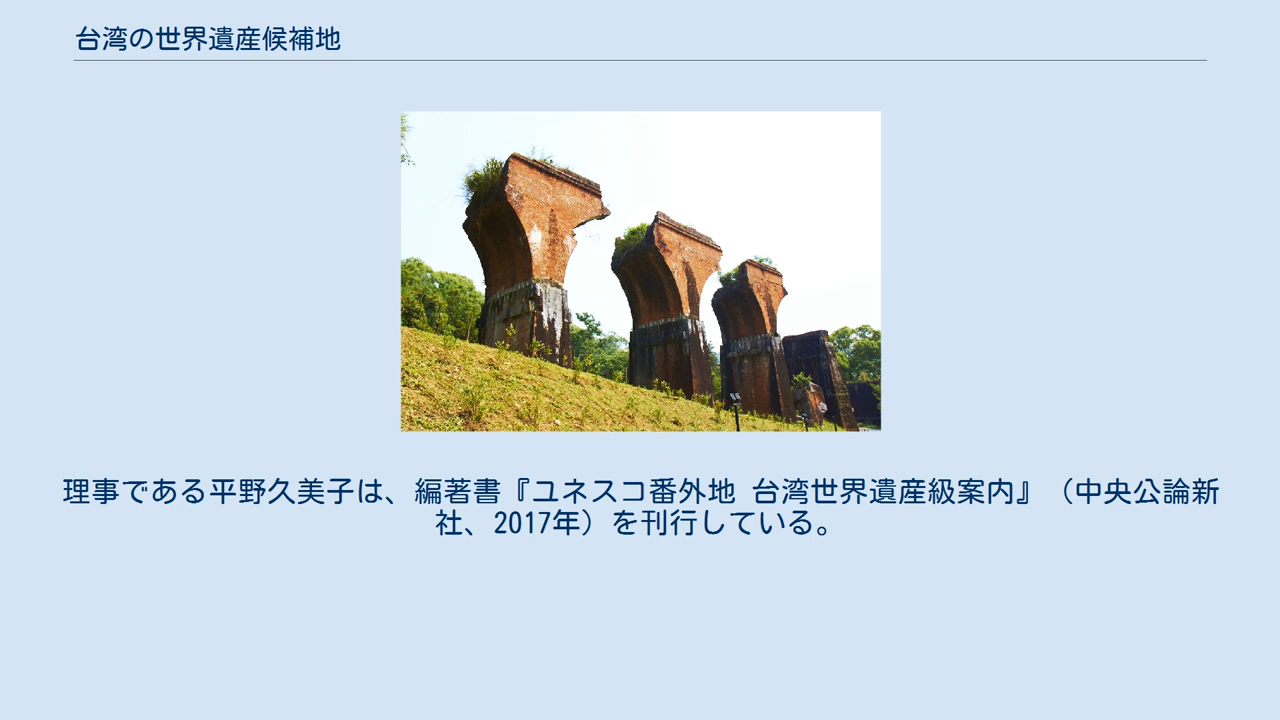 台湾の世界遺産候補地
理事である平野久美子は、編著書『ユネスコ番外地 台湾世界遺産級案内』（中央公論新
社、2017年）を刊行している。